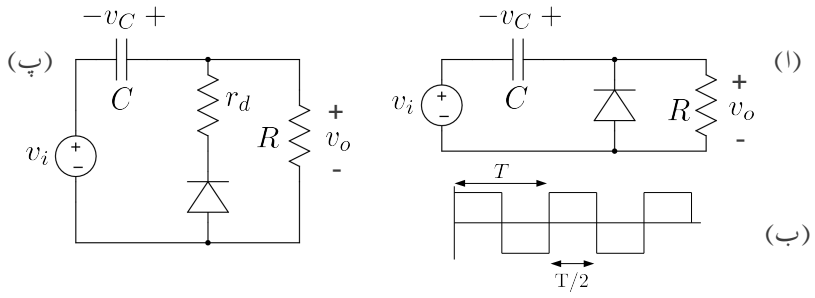 (ا)
−v_C +
C
v_i
+
−
R
+
v_o
-
(ب)
T
T/2
(پ)
−v_C +
C
v_i
+
−
r_d
R
+
v_o
-